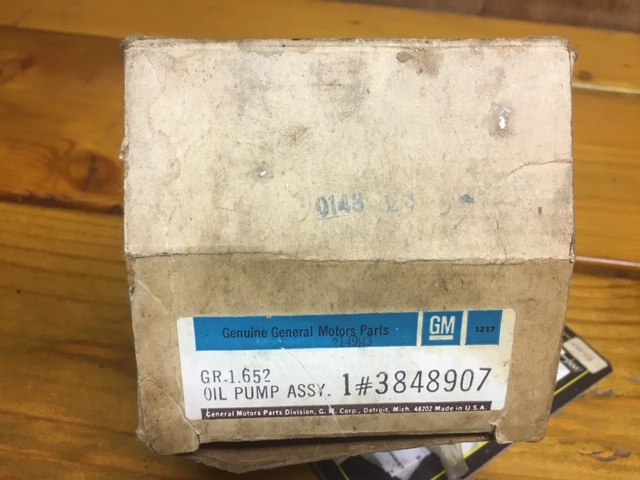 0148
Genuine General Motors Parts GM 1217
GR.1.652
OIL PUMP ASSY. 1#3848907
General Motors Parts Division, G. M. Corp., Detroit, Mich. 48202 Made in U.S.A.